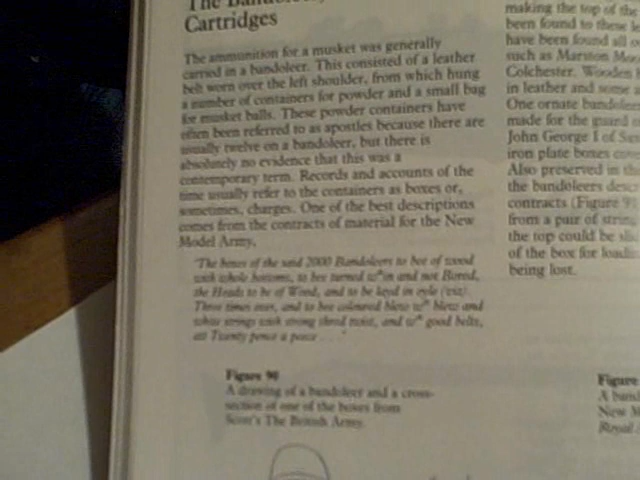 The Bandoleer,
Cartridges
The ammunition for a musket was generally
carried in a bandoleer. This consisted of a leather
belt worn over the left shoulder, from which hung
a number of containers for powder and a small bag
for musket balls. These powder containers have
often been referred to as apostles because there are
usually twelve on a bandoleer, but there is
absolutely no evidence that this was a
contemporary term. Records and accounts of the
time usually refer to the containers as boxes or,
sometimes, charges. One of the best descriptions
comes from the contracts of material for the New
Model Army,
'The boxes of the said 2000 Bandoleers to bee of wood
with whole bottoms, to bee turned wth in and not Bored,
the Heads to be of Wood, and to be layd in oyle (viz)
Three times over, and to bee coloured blew wth blew and
white strings with strong thred twist, and wth good belts,
att Twenty pence a peece . . .'
Figure 90
A drawing of a bandoleer and a cross-
section of one of the boxes from
Scott's The British Army.
making the top of the
been found to these
have been found all
such as Marston
Colchester. Wooden
in leather and some
One ornate
made for the guard
John George I of
iron plate boxes
Also preserved in
the bandoleers
contracts (Figure
from a pair of string
the top could be
of the box for
being lost.
Figure
A
New
Royal